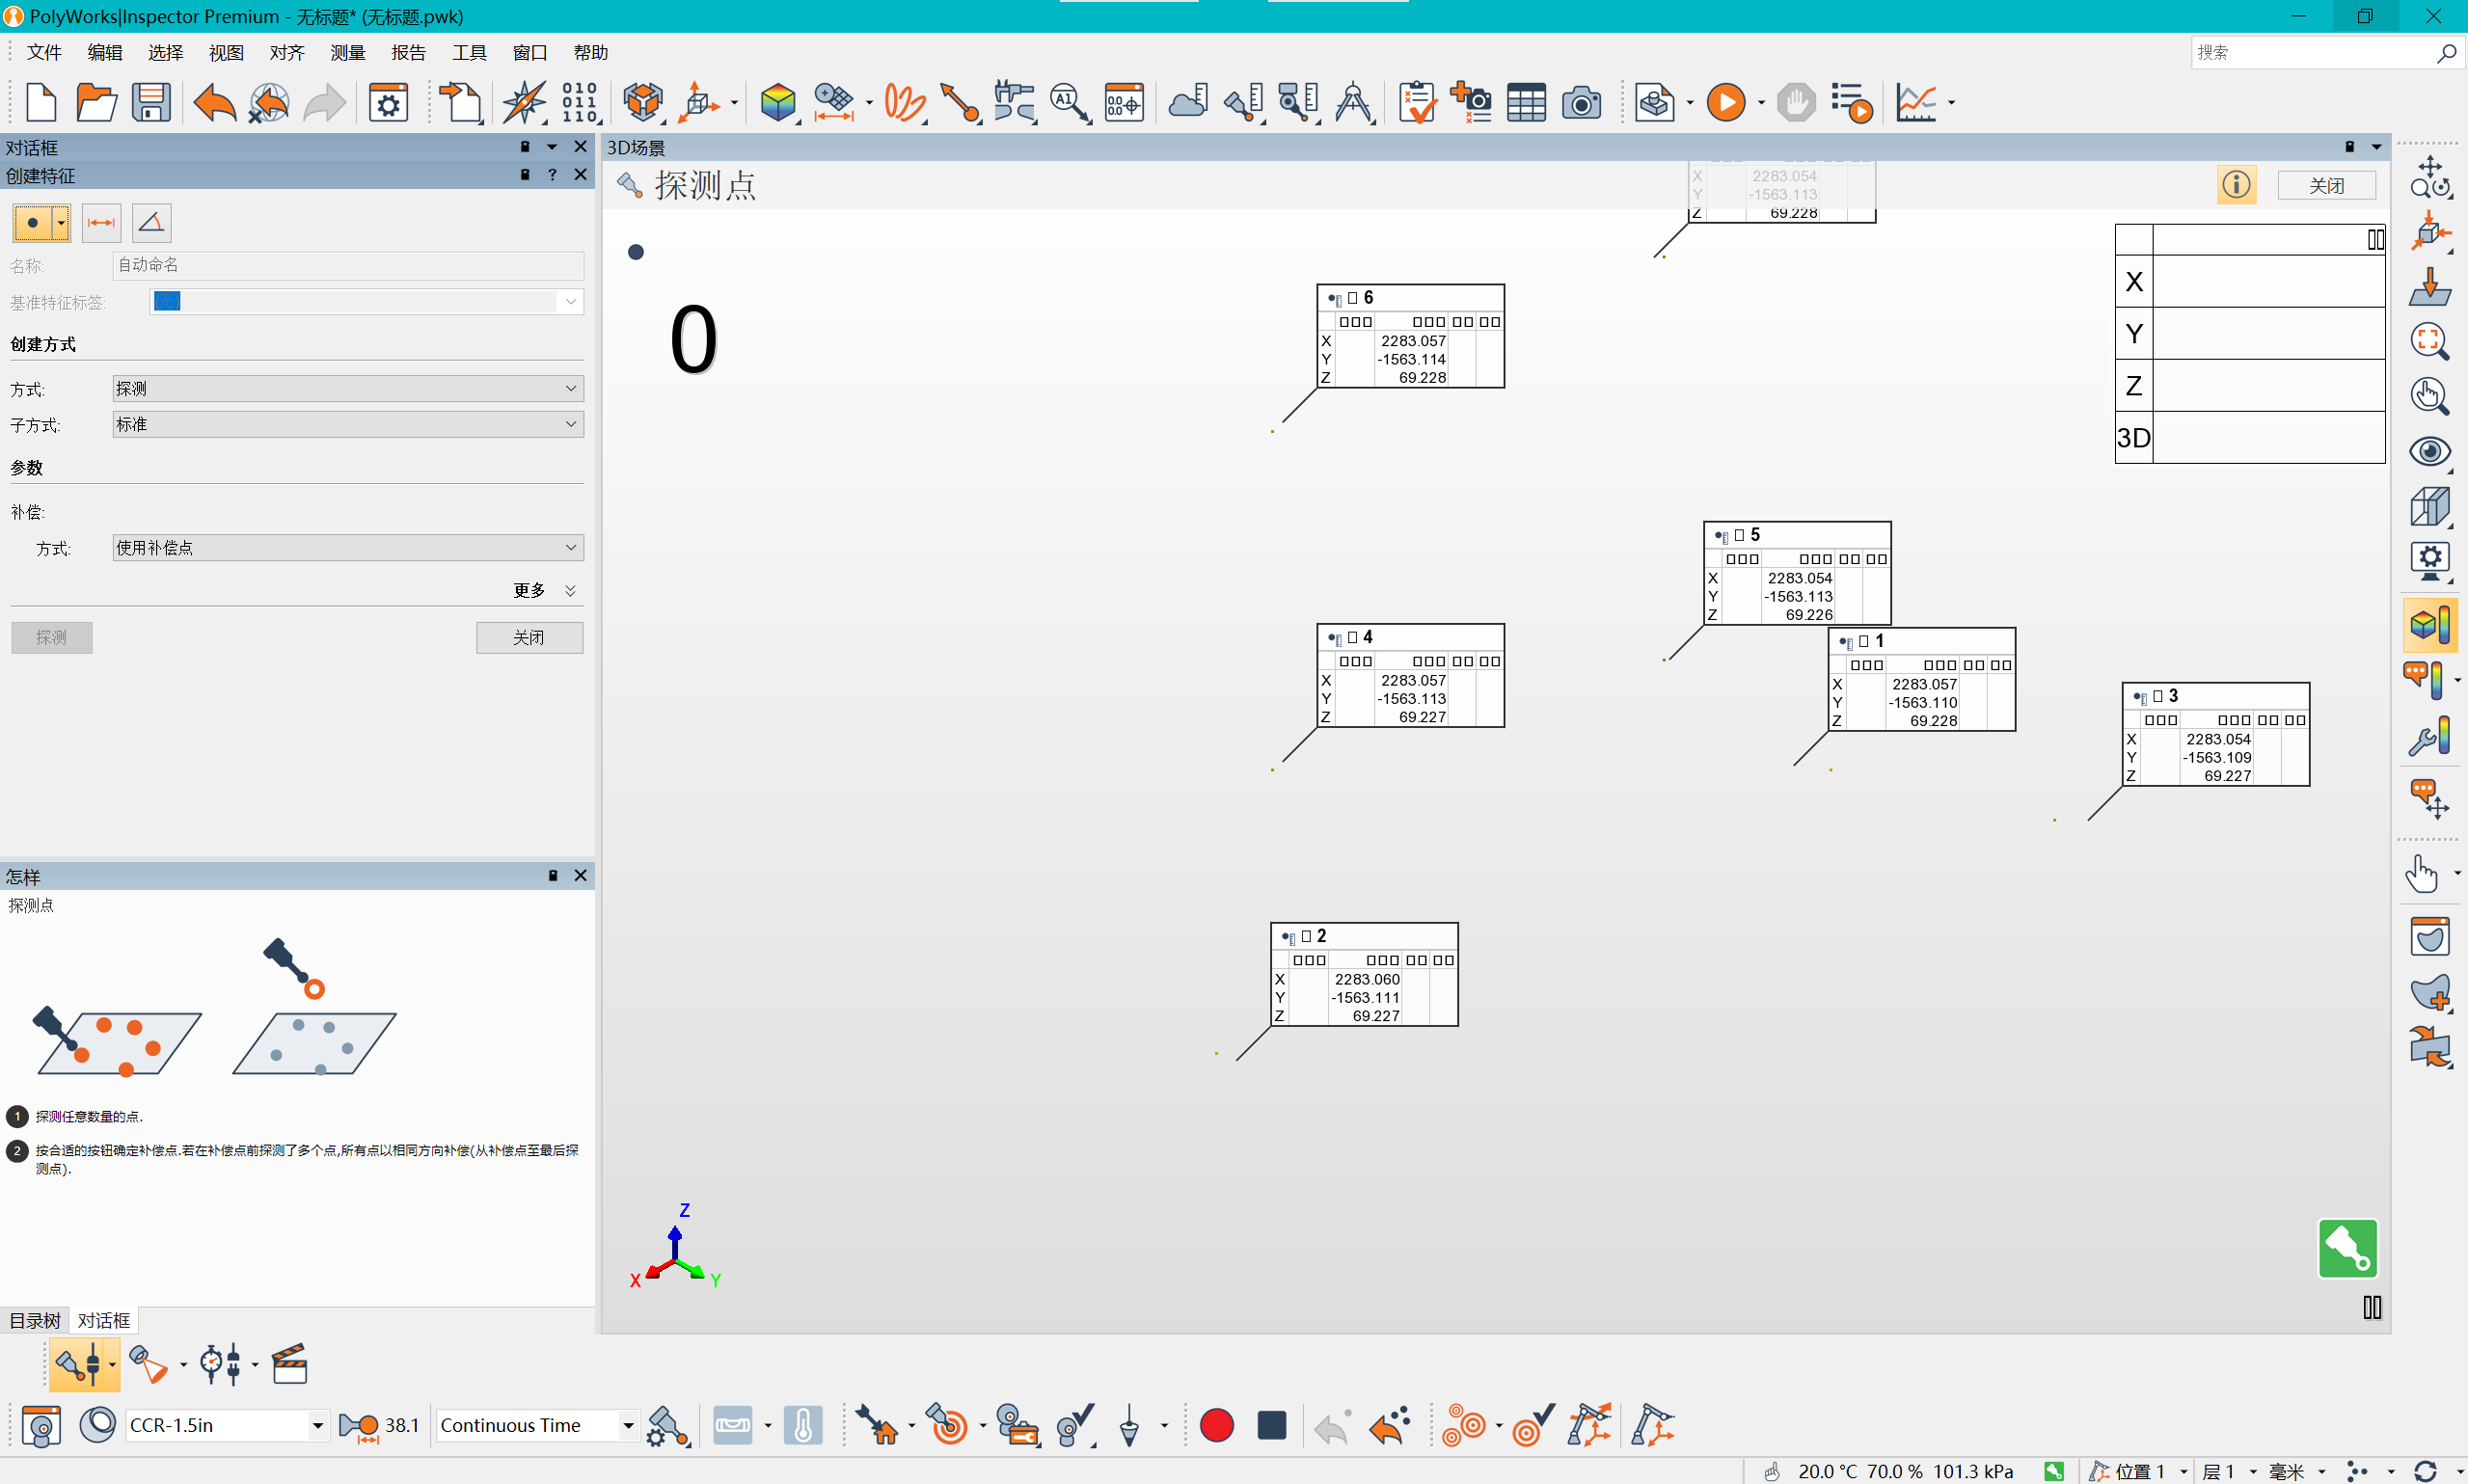 PolyWorks|Inspector Premium - 无标题* (无标题.pwk)
文件 编辑 选择 视图 对齐 测量 报告 工具 窗口 帮助
搜索
对话框
创建特征
名称: 自动命名
基准特征标签:
创建方式
方式: 探测
子方式: 标准
参数
补偿:
方式: 使用补偿点
更多
探测 关闭
怎样
探测点
1 探测任意数量的点.
2 按合适的按钮确定补偿点.若在补偿点前探测了多个点,所有点以相同方向补偿(从补偿点至最后探
测点).
目录树 对话框
3D场景
探测点
关闭
0
X 2283.054
Y -1563.113
Z 69.228
X
Y
Z
3D
6
X 2283.057
Y -1563.114
Z 69.228
5
X 2283.054
Y -1563.113
Z 69.226
4
X 2283.057
Y -1563.113
Z 69.227
1
X 2283.057
Y -1563.110
Z 69.228
3
X 2283.054
Y -1563.109
Z 69.227
2
X 2283.060
Y -1563.111
Z 69.227
Z
X Y
CCR-1.5in 38.1 Continuous Time
20.0 °C 70.0 % 101.3 kPa 位置 1 层 1 毫米